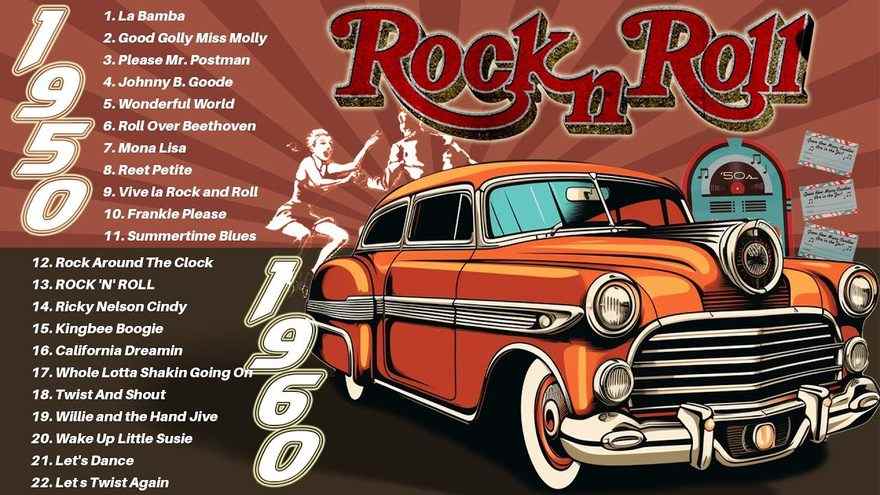 1950
1. La Bamba
2. Good Golly Miss Molly
3. Please Mr. Postman
4. Johnny B. Goode
5. Wonderful World
6. Roll Over Beethoven
7. Mona Lisa
8. Reet Petite
9. Vive la Rock and Roll
10. Frankie Please
11. Summertime Blues
Rock n Roll
'50s
1960
12. Rock Around The Clock
13. ROCK 'N' ROLL
14. Ricky Nelson Cindy
15. Kingbee Boogie
16. California Dreamin
17. Whole Lotta Shakin Going On
18. Twist And Shout
19. Willie and the Hand Jive
20. Wake Up Little Susie
21. Let's Dance
22. Let s Twist Again